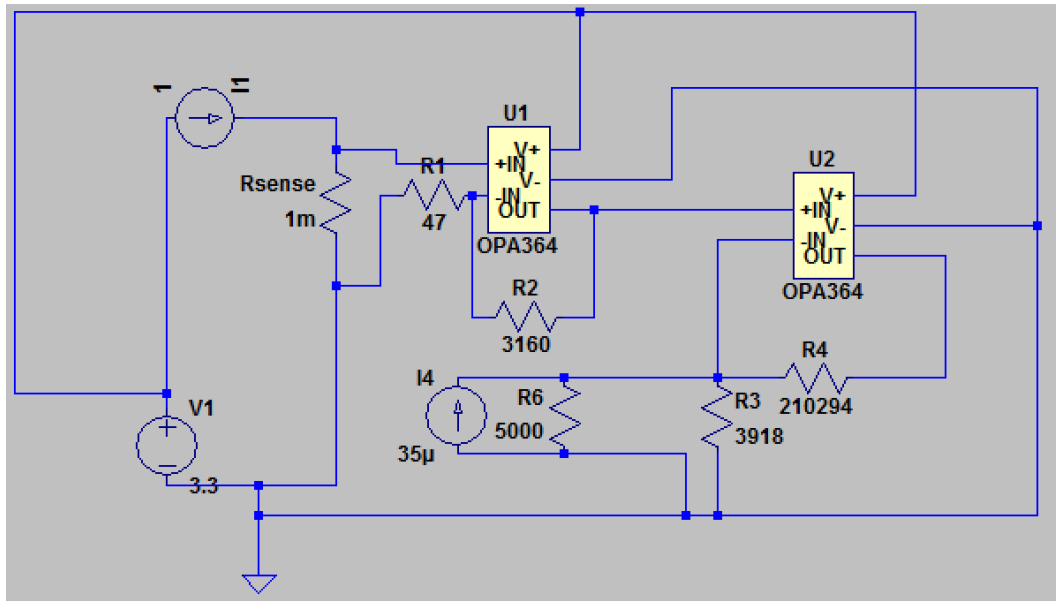 1
I1
Rsense
1m
R1
47
U1
V+
+IN
V-
-IN
OUT
OPA364
U2
V+
+IN
V-
-IN
OUT
OPA364
R2
3160
I4
35µ
R6
5000
R3
3918
R4
210294
V1
3.3